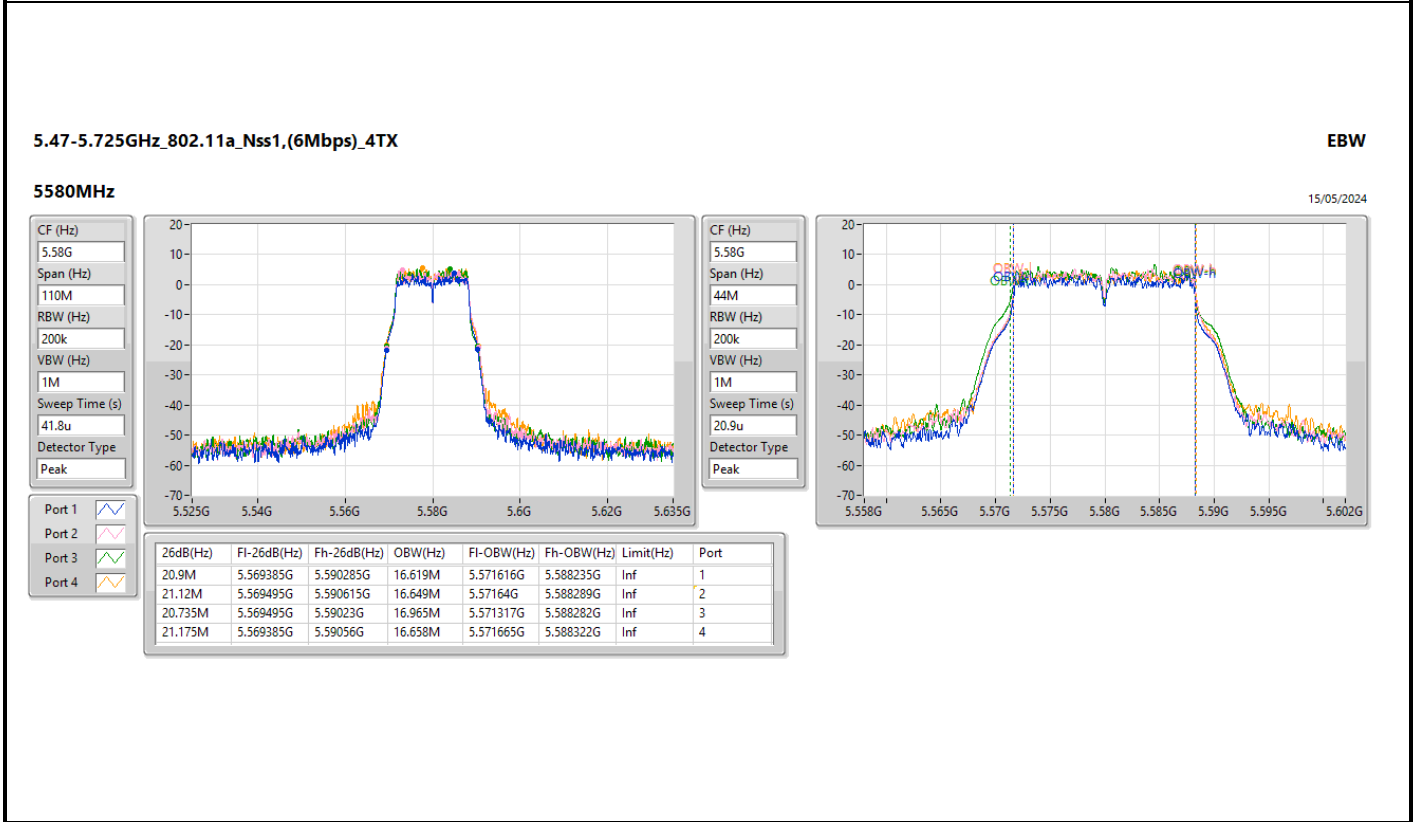 5.47-5.725GHz_802.11a_Nss1,(6Mbps)_4TX
EBW
5580MHz
15/05/2024
CF (Hz)
5.58G
Span (Hz)
110M
RBW (Hz)
200k
VBW (Hz)
1M
Sweep Time (s)
41.8u
Detector Type
Peak
20
10
0
-10
-20
-30
-40
-50
-60
-70
5.525G 5.54G 5.56G 5.58G 5.6G 5.62G 5.635G
CF (Hz)
5.58G
Span (Hz)
44M
RBW (Hz)
200k
VBW (Hz)
1M
Sweep Time (s)
20.9u
Detector Type
Peak
20
10
0
-10
-20
-30
-40
-50
-60
-70
OBW-h
5.558G 5.565G 5.57G 5.575G 5.58G 5.585G 5.59G 5.595G 5.602G
Port 1
Port 2
Port 3
Port 4
26dB(Hz) Fl-26dB(Hz) Fh-26dB(Hz) OBW(Hz) Fl-OBW(Hz) Fh-OBW(Hz) Limit(Hz) Port
20.9M 5.569385G 5.590285G 16.619M 5.571616G 5.588235G Inf 1
21.12M 5.569495G 5.590615G 16.649M 5.57164G 5.588289G Inf 2
20.735M 5.569495G 5.59023G 16.965M 5.571317G 5.588282G Inf 3
21.175M 5.569385G 5.59056G 16.658M 5.571665G 5.588322G Inf 4